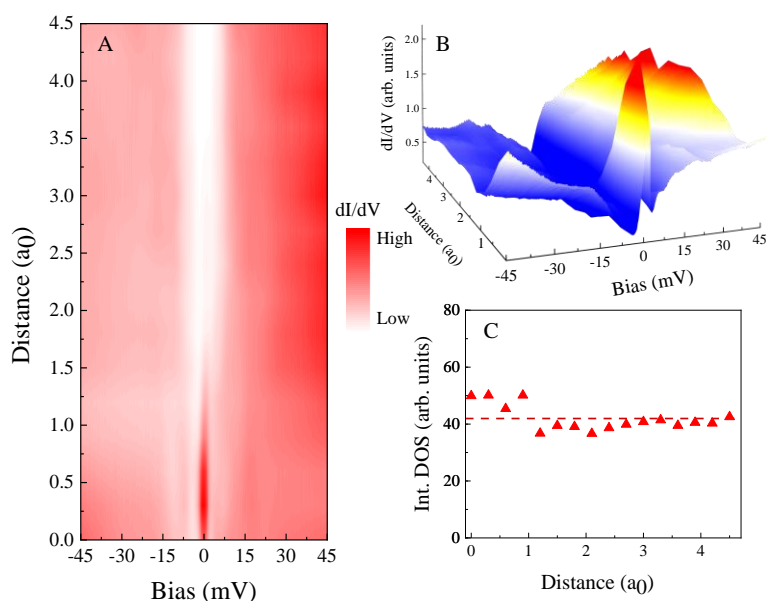 A
4.5
4.0
3.5
3.0
2.5
2.0
1.5
1.0
0.5
0.0
Distance (a0)
-45 -30 -15 0 15 30 45
Bias (mV)
dI/dV
High
Low
B
2.0
1.5
1.0
0.5
dI/dV (arb. units)
4
3
2
1
Distance (a0)
-45 -30 -15 0 15 30 45
Bias (mV)
C
80
60
40
20
0
Int. DOS (arb. units)
0 1 2 3 4
Distance (a0)